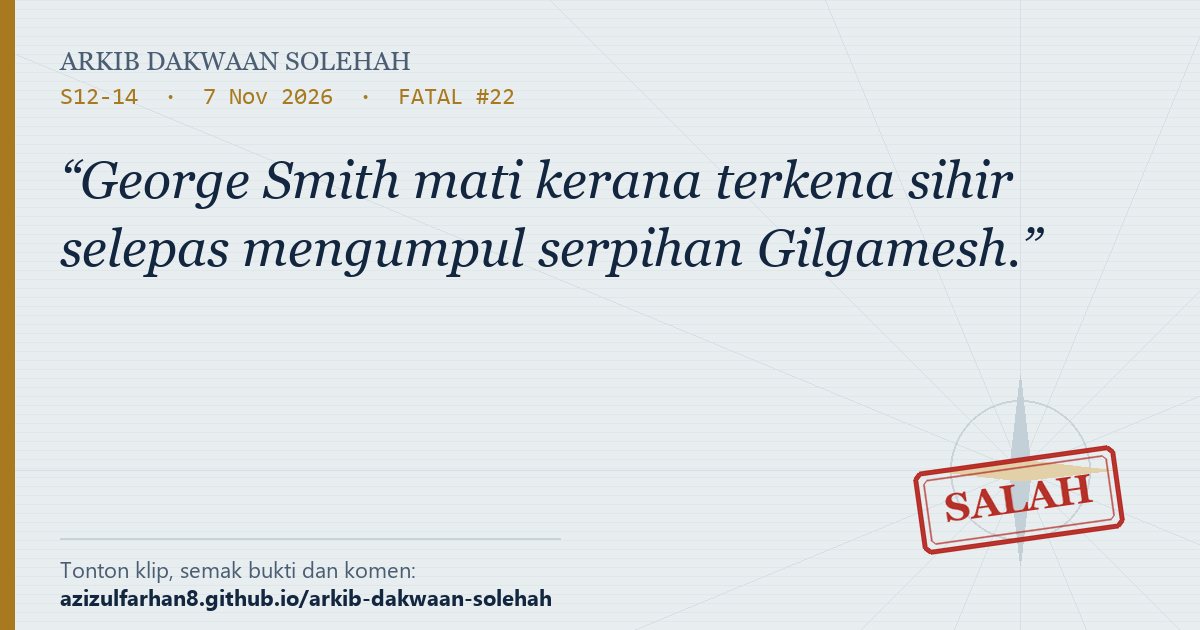 ARKIB DAKWAAN SOLEHAH
S12-14 · 7 Nov 2026 · FATAL #22
“George Smith mati kerana terkena sihir
selepas mengumpul serpihan Gilgamesh.”
SALAH
Tonton klip, semak bukti dan komen:
azizulfarhan8.github.io/arkib-dakwaan-solehah